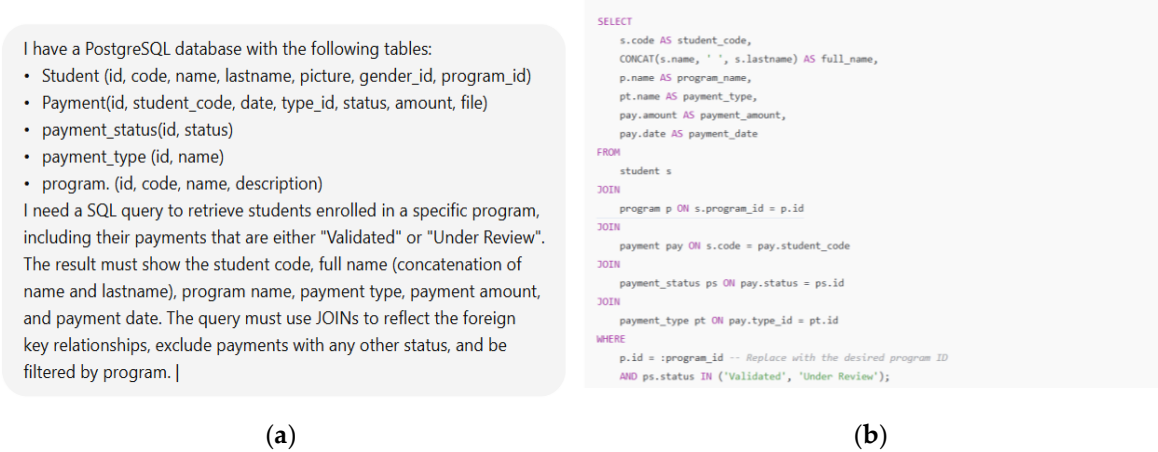 I have a PostgreSQL database with the following tables:
• Student (id, code, name, lastname, picture, gender_id, program_id)
• Payment(id, student_code, date, type_id, status, amount, file)
• payment_status(id, status)
• payment_type (id, name)
• program. (id, code, name, description)
I need a SQL query to retrieve students enrolled in a specific program,
including their payments that are either "Validated" or "Under Review".
The result must show the student code, full name (concatenation of
name and lastname), program name, payment type, payment amount,
and payment date. The query must use JOINs to reflect the foreign
key relationships, exclude payments with any other status, and be
filtered by program. |
(a)
SELECT
s.code AS student_code,
CONCAT(s.name, ' ', s.lastname) AS full_name,
p.name AS program_name,
pt.name AS payment_type,
pay.amount AS payment_amount,
pay.date AS payment_date
FROM
student s
JOIN
program p ON s.program_id = p.id
JOIN
payment pay ON s.code = pay.student_code
JOIN
payment_status ps ON pay.status = ps.id
JOIN
payment_type pt ON pay.type_id = pt.id
WHERE
p.id = :program_id -- Replace with the desired program ID
AND ps.status IN ('Validated', 'Under Review');
(b)